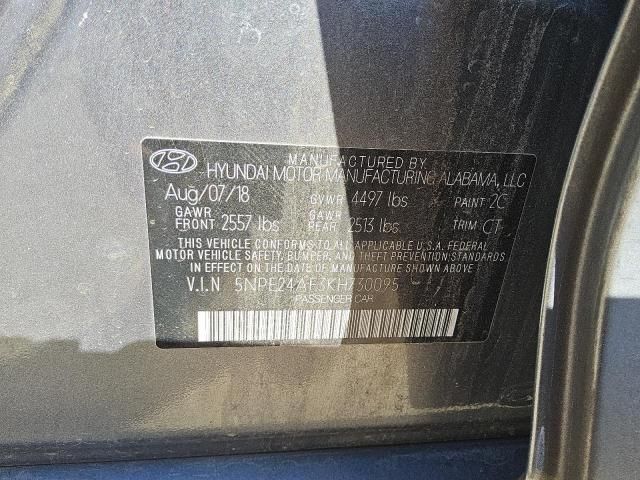 MANUFACTURED BY
HYUNDAI MOTOR MANUFACTURING ALABAMA, LLC
Aug/07/18 GVWR 4497 lbs PAINT 2C
GAWR FRONT 2557 lbs GAWR REAR 2513 lbs TRIM CT
THIS VEHICLE CONFORMS TO ALL APPLICABLE U.S.A. FEDERAL
MOTOR VEHICLE SAFETY, BUMPER, AND THEFT PREVENTION STANDARDS
IN EFFECT ON THE DATE OF MANUFACTURE SHOWN ABOVE.
V.I.N 5NPE24AF3KH730095
PASSENGER CAR